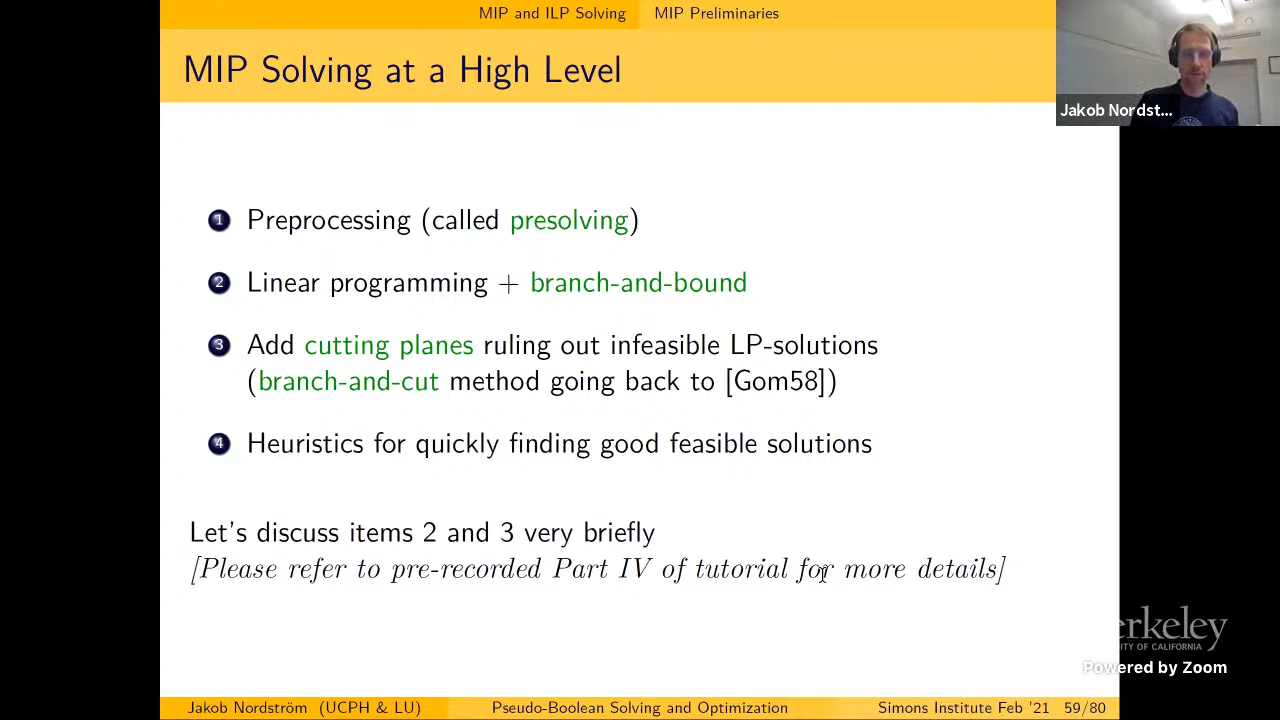 MIP and ILP Solving MIP Preliminaries
MIP Solving at a High Level
Jakob Nordst...
1 Preprocessing (called presolving)
2 Linear programming + branch-and-bound
3 Add cutting planes ruling out infeasible LP-solutions
(branch-and-cut method going back to [Gom58])
4 Heuristics for quickly finding good feasible solutions
Let's discuss items 2 and 3 very briefly
[Please refer to pre-recorded Part IV of tutorial for more details]
erkeley
OF CALIFORNIA
Powered by Zoom
Jakob Nordström (UCPH & LU) Pseudo-Boolean Solving and Optimization Simons Institute Feb '21 59/80